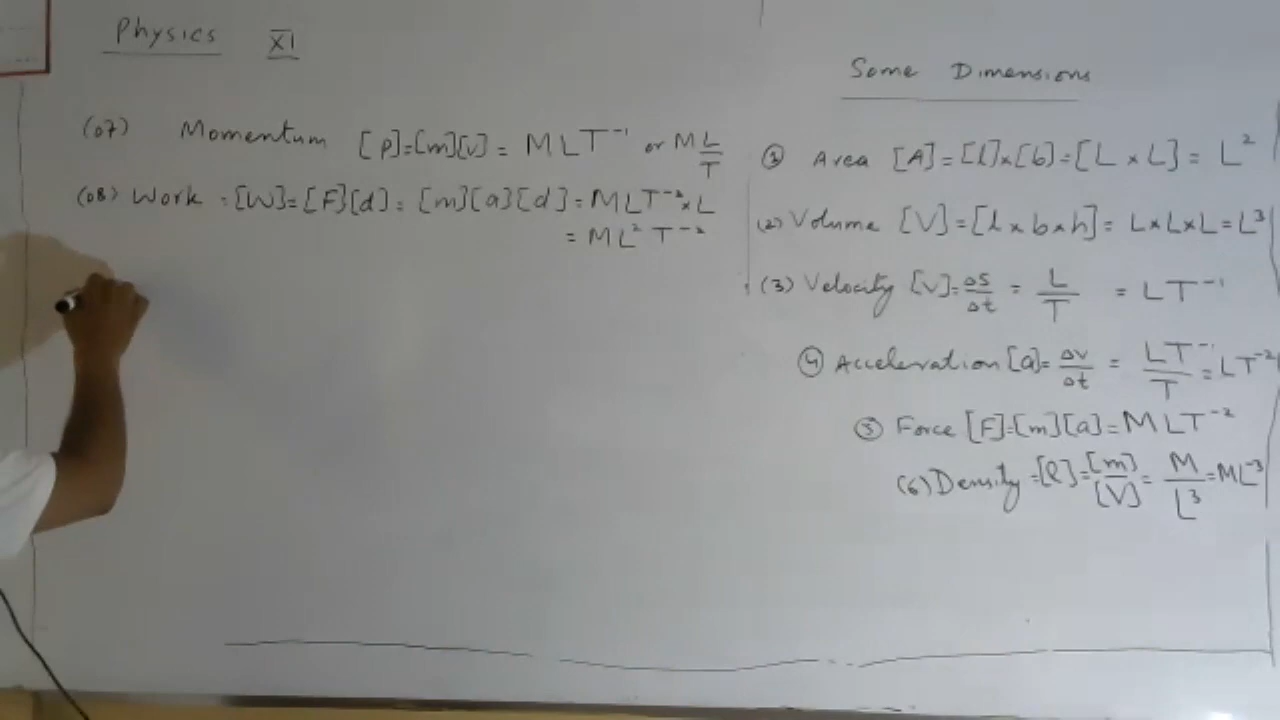 Physics XI
Some Dimensions
(07) Momentum [P]=[m][v] = MLT⁻¹ or ML/T
(08) Work = [W]=[F][d] = [m][a][d] = MLT⁻² × L
= ML² T⁻²
① Area [A]=[l]×[b]=[L × L] = L²
(2) Volume [V]=[l × b × h] = L×L×L = L³
(3) Velocity [V]= ΔS/Δt = L/T = LT⁻¹
④ Acceleration [a]= Δv/Δt = LT⁻¹/T = LT⁻²
⑤ Force [F]=[m][a]=MLT⁻²
(6) Density =[ρ]=[m]/[V] = M/L³ = ML⁻³